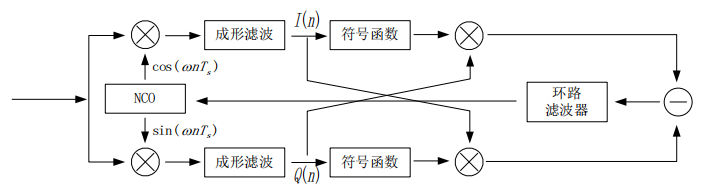 成形滤波
I(n)
符号函数
cos(ωnTs)
NCO
环路
滤波器
sin(ωnTs)
成形滤波
Q(n)
符号函数